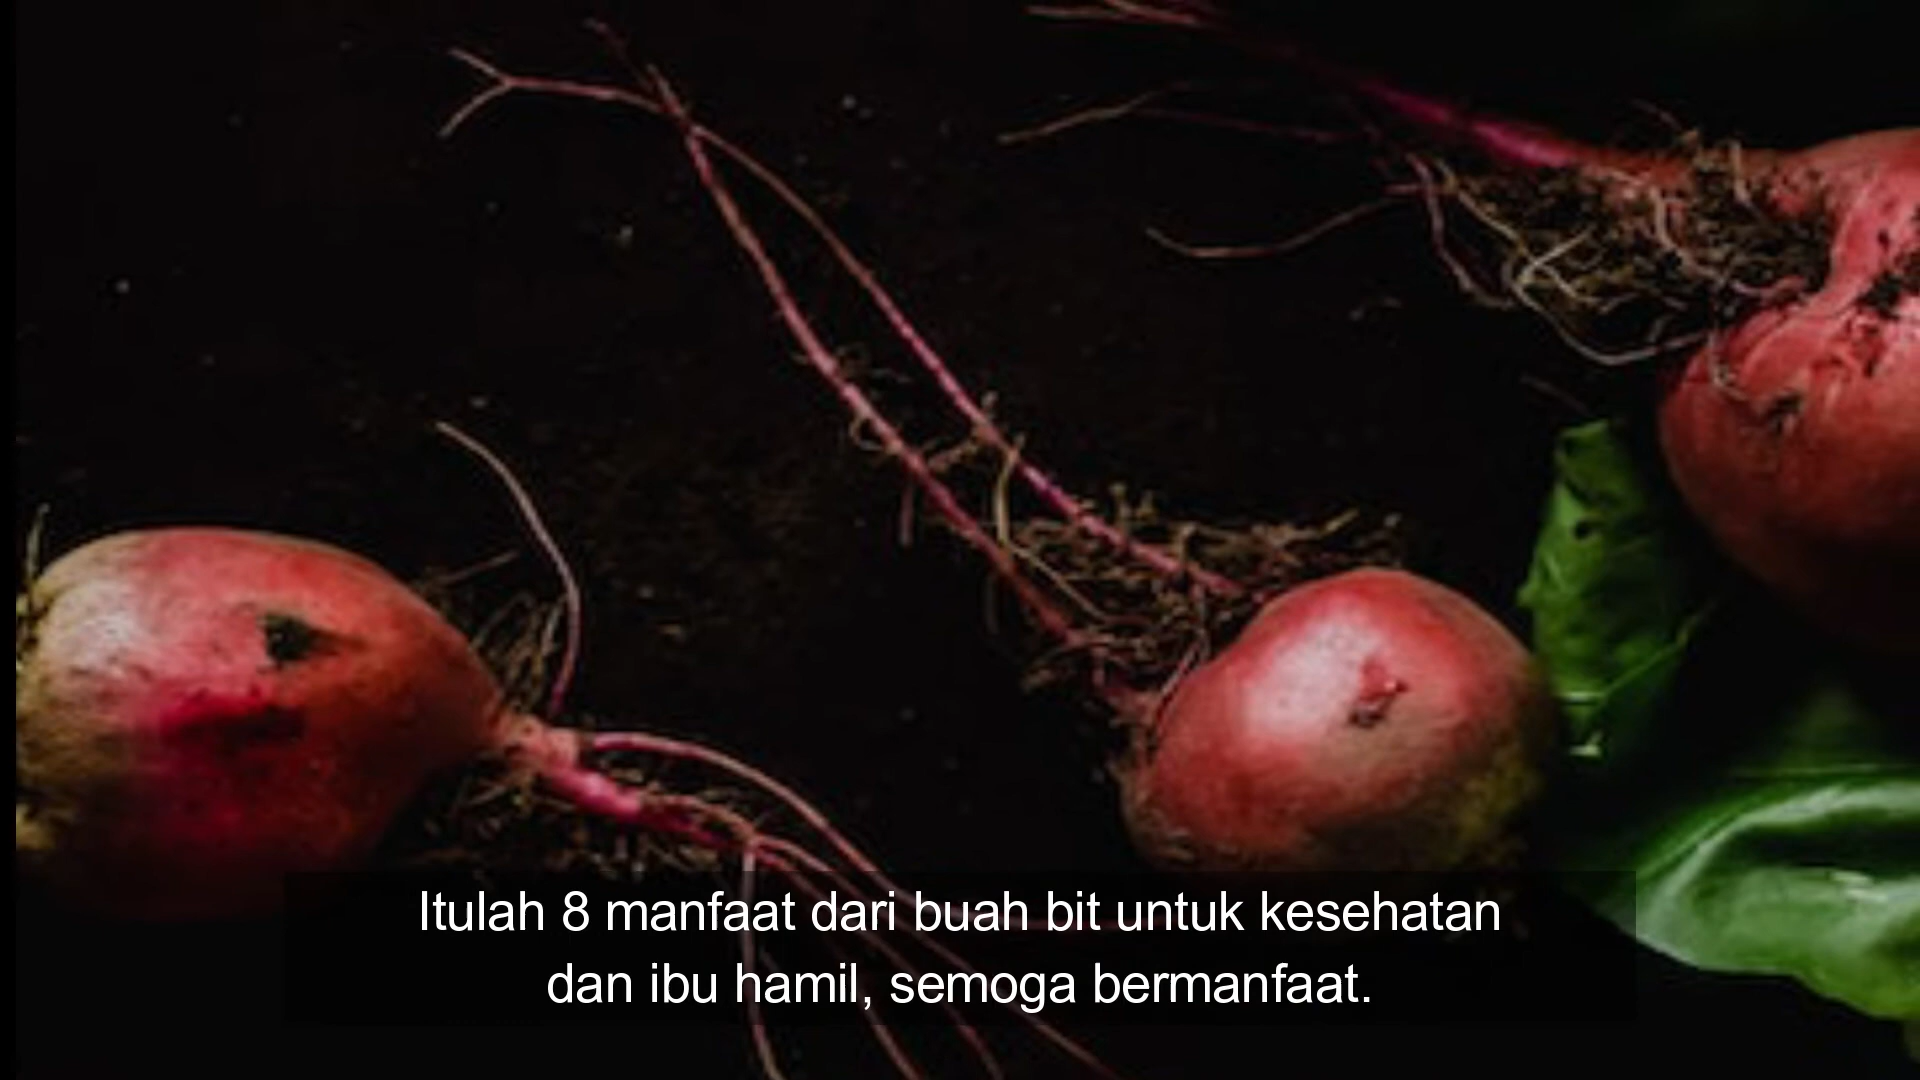 Itulah 8 manfaat dari buah bit untuk kesehatan
dan ibu hamil, semoga bermanfaat.